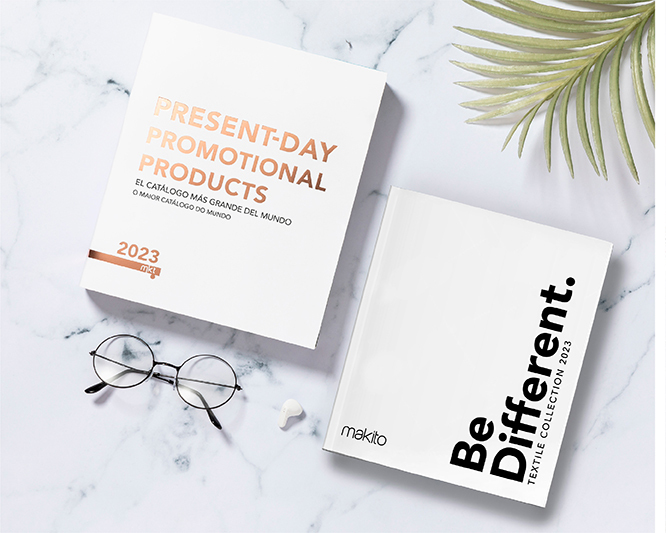 PRESENT-DAY
PROMOTIONAL
PRODUCTS
EL CATÁLOGO MÁS GRANDE DEL MUNDO
O MAIOR CATÁLOGO DO MUNDO
2023
mkt
Be
Different.
TEXTILE COLLECTION 2023
makito